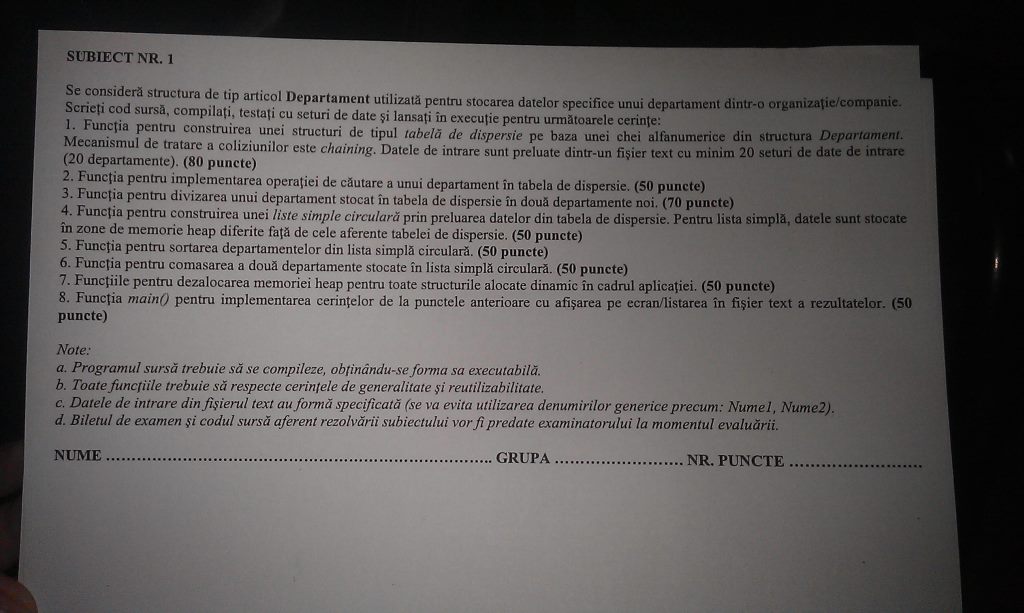 SUBIECT NR. 1
Se consideră structura de tip articol Departament utilizată pentru stocarea datelor specifice unui departament dintr-o organizație/companie.
Scrieți cod sursă, compilați, testați cu seturi de date și lansați în execuție pentru următoarele cerințe:
1. Funcția pentru construirea unei structuri de tipul tabelă de dispersie pe baza unei chei alfanumerice din structura Departament.
Mecanismul de tratare a coliziunilor este chaining. Datele de intrare sunt preluate dintr-un fișier text cu minim 20 seturi de date de intrare
(20 departamente). (80 puncte)
2. Funcția pentru implementarea operației de căutare a unui departament în tabela de dispersie. (50 puncte)
3. Funcția pentru divizarea unui departament stocat în tabela de dispersie în două departamente noi. (70 puncte)
4. Funcția pentru construirea unei liste simple circulară prin preluarea datelor din tabela de dispersie. Pentru lista simplă, datele sunt stocate
în zone de memorie heap diferite față de cele aferente tabelei de dispersie. (50 puncte)
5. Funcția pentru sortarea departamentelor din lista simplă circulară. (50 puncte)
6. Funcția pentru comasarea a două departamente stocate în lista simplă circulară. (50 puncte)
7. Funcțiile pentru dezalocarea memoriei heap pentru toate structurile alocate dinamic în cadrul aplicației. (50 puncte)
8. Funcția main() pentru implementarea cerințelor de la punctele anterioare cu afișarea pe ecran/listarea în fișier text a rezultatelor. (50
puncte)
Note:
a. Programul sursă trebuie să se compileze, obținându-se forma sa executabilă.
b. Toate funcțiile trebuie să respecte cerințele de generalitate și reutilizabilitate.
c. Datele de intrare din fișierul text au formă specificată (se va evita utilizarea denumirilor generice precum: Nume1, Nume2).
d. Biletul de examen și codul sursă aferent rezolvării subiectului vor fi predate examinatorului la momentul evaluării.
NUME ........................................................................ GRUPA ........................ NR. PUNCTE ........................